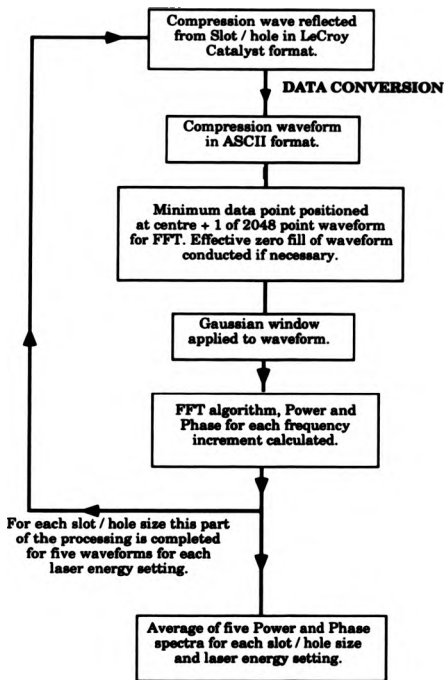 Compression wave reflected
from Slot / hole in LeCroy
Catalyst format.
DATA CONVERSION
Compression waveform
in ASCII format.
Minimum data point positioned
at centre + 1 of 2048 point waveform
for FFT. Effective zero fill of waveform
conducted if necessary.
Gaussian window
applied to waveform.
FFT algorithm, Power and
Phase for each frequency
increment calculated.
For each slot / hole size this part
of the processing is completed
for five waveforms for each
laser energy setting.
Average of five Power and Phase
spectra for each slot / hole size
and laser energy setting.